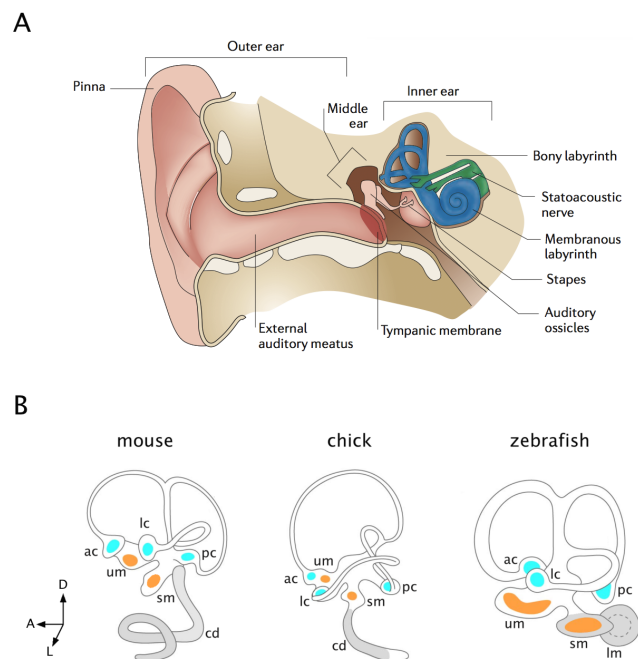 A
Outer ear
Pinna
Inner ear
Middle
ear
Bony labyrinth
Statoacoustic
nerve
Membranous
labyrinth
Stapes
Auditory
ossicles
External
auditory meatus
Tympanic membrane
B
mouse
chick
zebrafish
ac
lc
um
pc
sm
cd
D
A
L
um
ac
lc
sm
pc
cd
ac
lc
pc
um
sm
lm